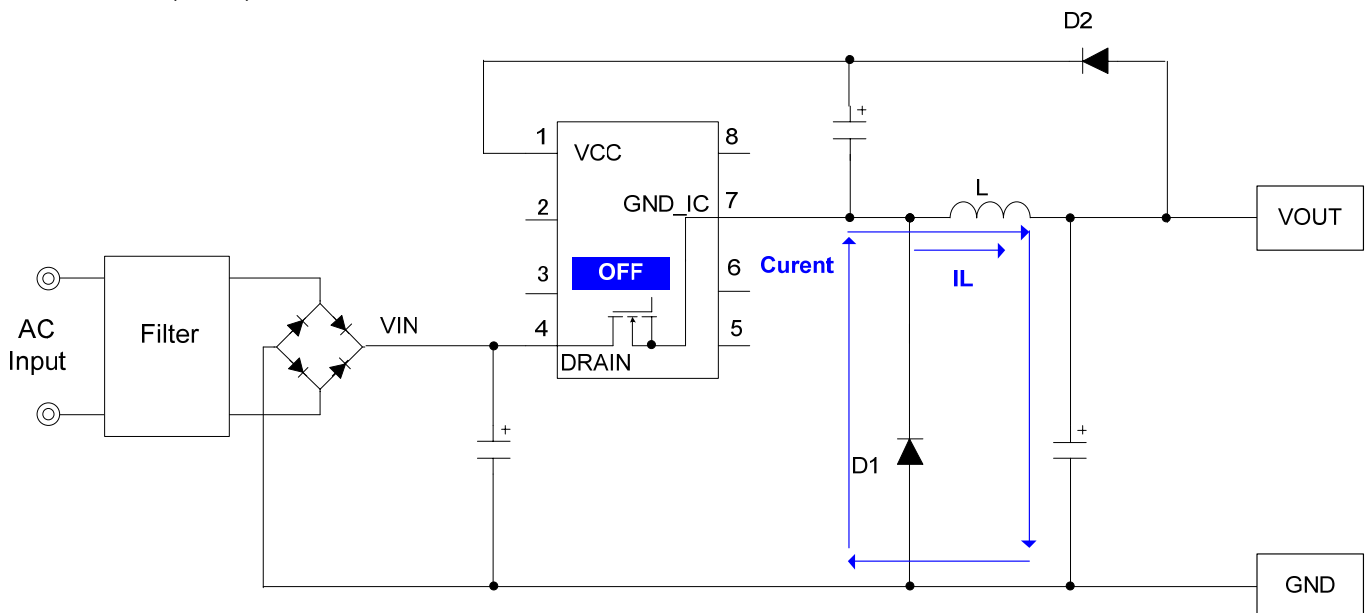 D2
1
VCC
8
+
2
GND_IC
7
L
VOUT
3
OFF
6
Curent
IL
AC
Input
Filter
VIN
4
DRAIN
5
+
D1
+
GND